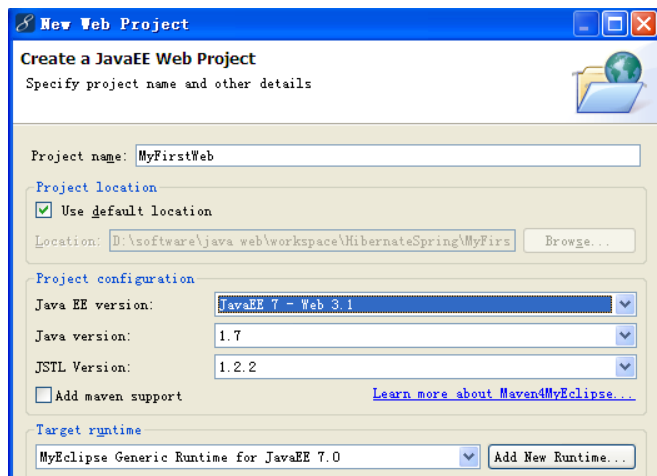 New Web Project
Create a JavaEE Web Project
Specify project name and other details
Project name: MyFirstWeb
Project location
Use default location
Location: D:\software\java web\workspace\HibernateSpring\MyFirs Browse...
Project configuration
Java EE version: JavaEE 7 - Web 3.1
Java version: 1.7
JSTL Version: 1.2.2
Add maven support Learn more about Maven4MyEclipse...
Target runtime
MyEclipse Generic Runtime for JavaEE 7.0 Add New Runtime...